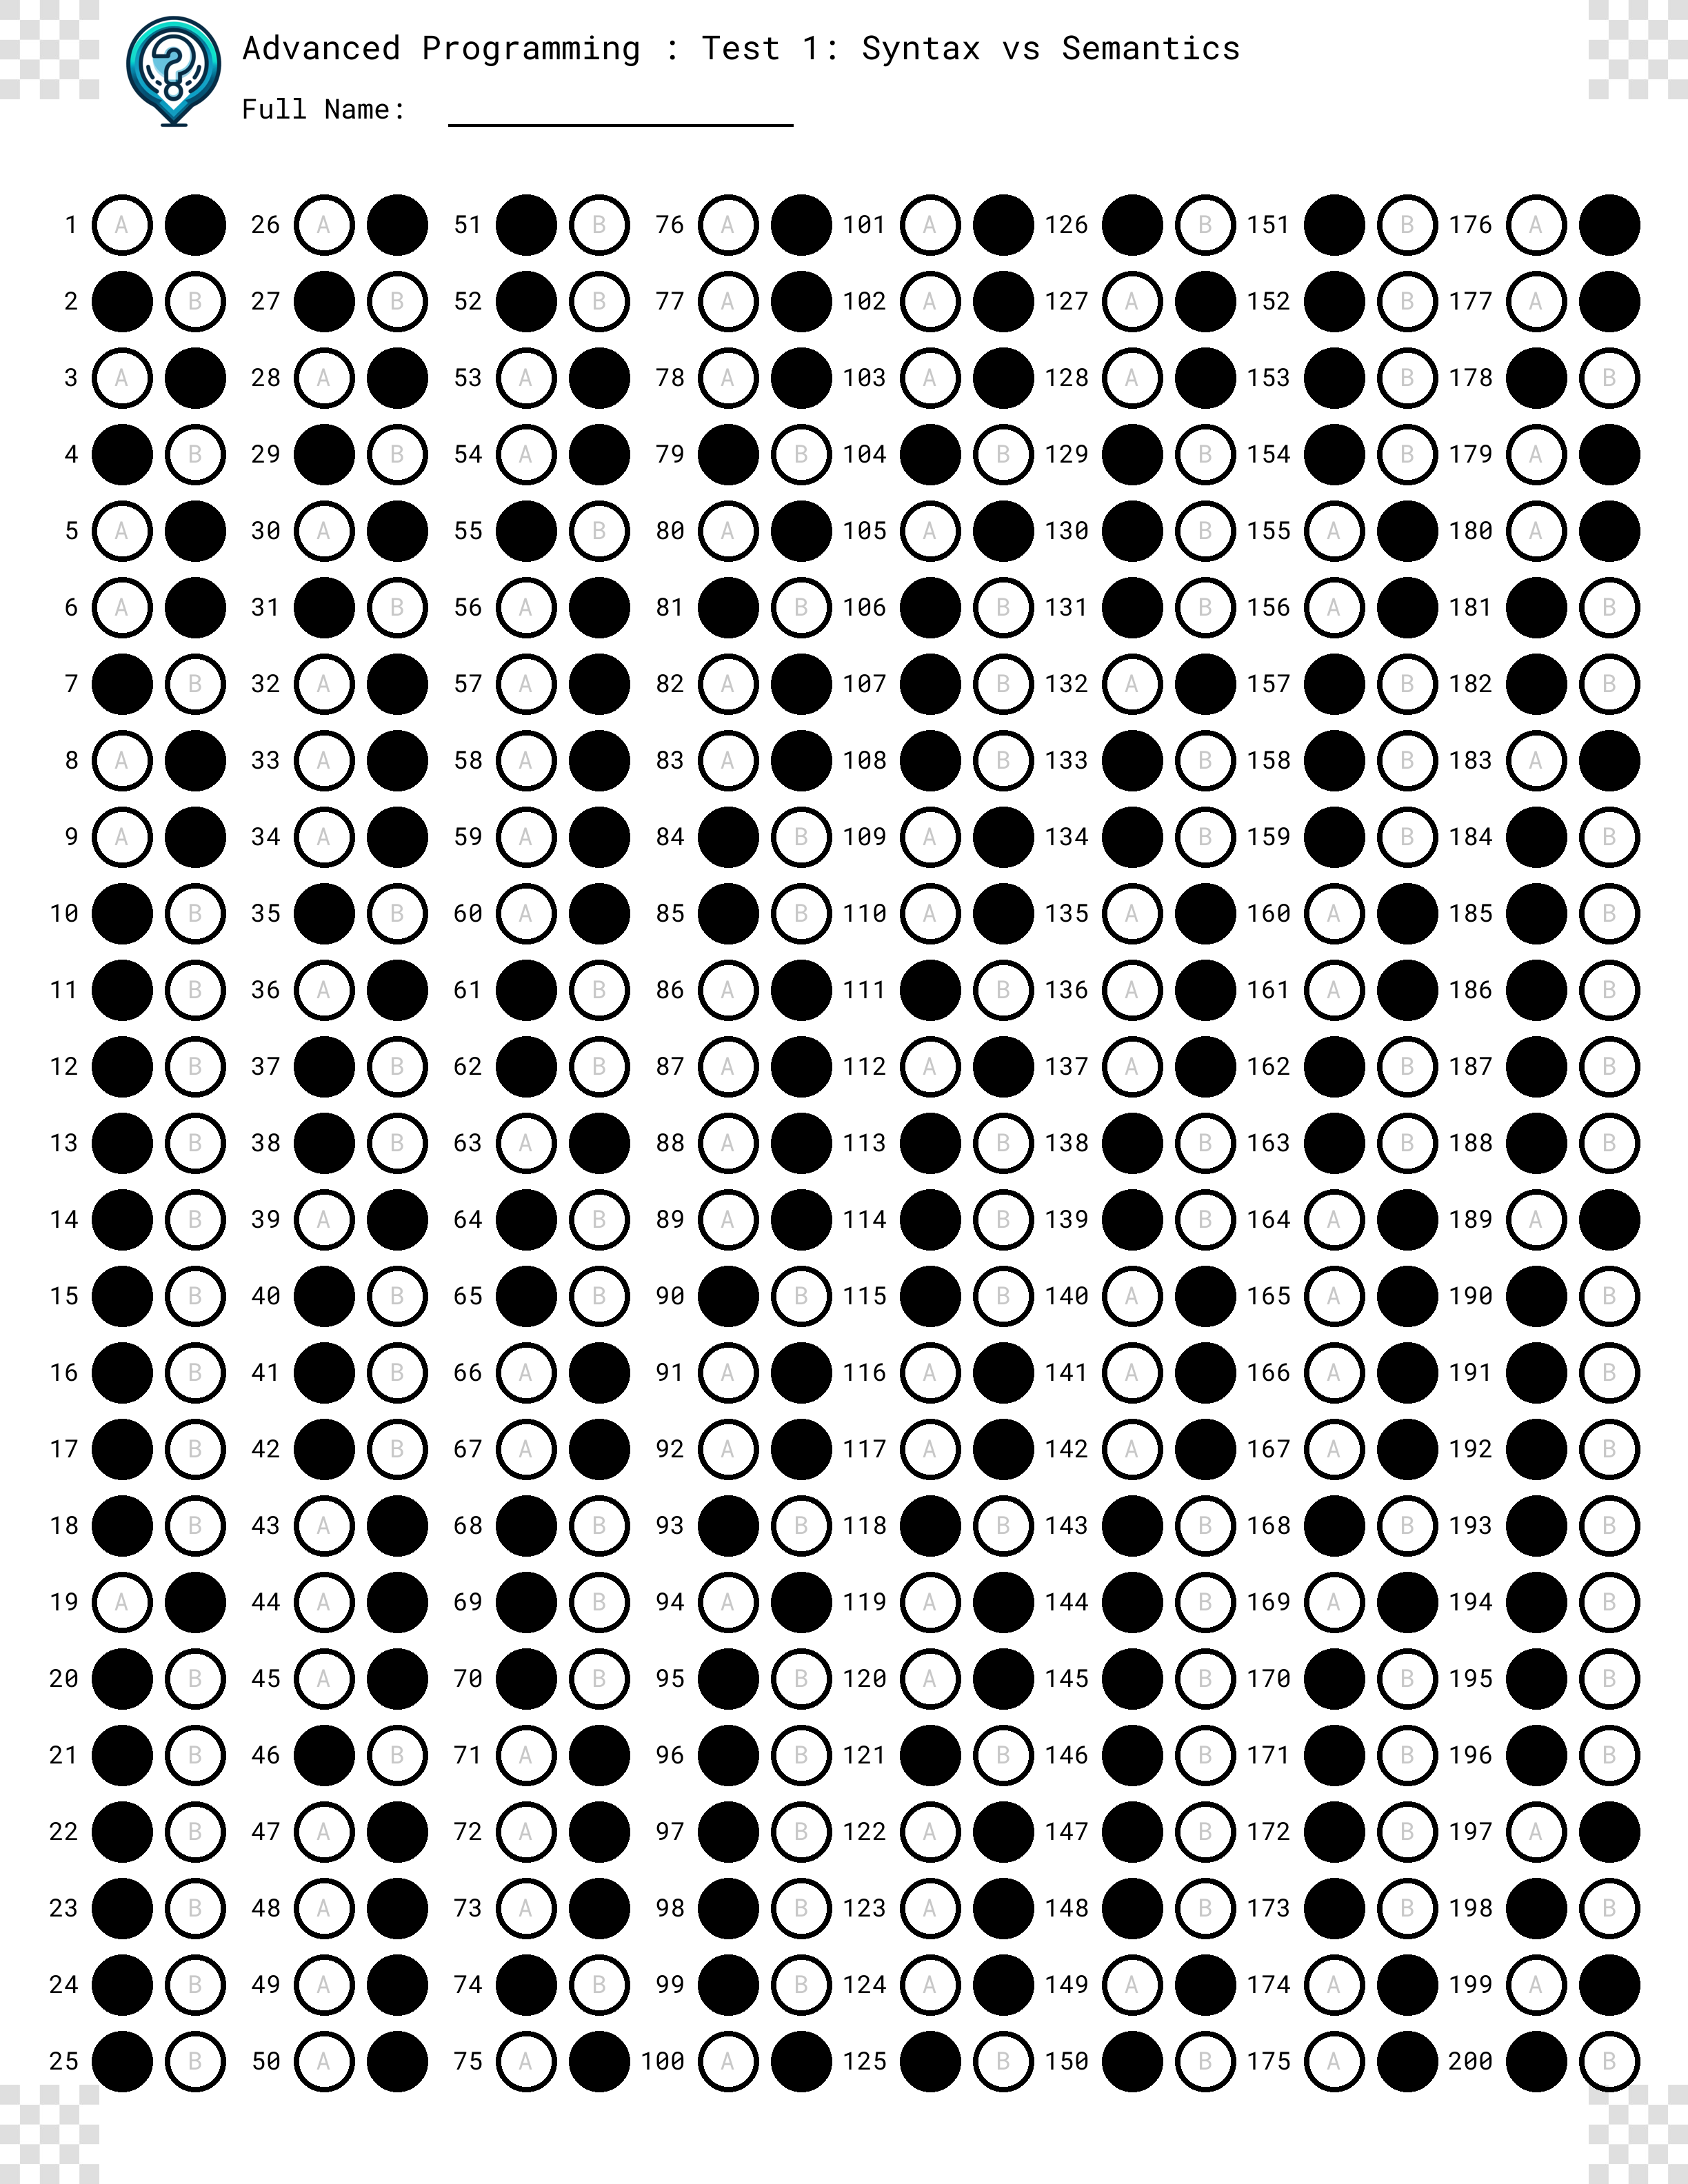 Advanced Programming : Test 1: Syntax vs Semantics
Full Name:
1 A 26 A 51 B 76 A 101 A 126 B 151 B 176 A
2 B 27 B 52 B 77 A 102 A 127 A 152 B 177 A
3 A 28 A 53 A 78 A 103 A 128 A 153 B 178 B
4 B 29 B 54 A 79 B 104 B 129 B 154 B 179 A
5 A 30 A 55 B 80 A 105 A 130 B 155 A 180 A
6 A 31 B 56 A 81 B 106 B 131 B 156 A 181 B
7 B 32 A 57 A 82 A 107 B 132 A 157 B 182 B
8 A 33 A 58 A 83 A 108 B 133 B 158 B 183 A
9 A 34 A 59 A 84 B 109 A 134 B 159 B 184 B
10 B 35 B 60 A 85 B 110 A 135 A 160 A 185 B
11 B 36 A 61 B 86 A 111 B 136 A 161 A 186 B
12 B 37 B 62 B 87 A 112 A 137 A 162 B 187 B
13 B 38 B 63 A 88 A 113 B 138 B 163 B 188 B
14 B 39 A 64 B 89 A 114 B 139 B 164 A 189 A
15 B 40 B 65 B 90 B 115 B 140 A 165 A 190 B
16 B 41 B 66 A 91 A 116 A 141 A 166 A 191 B
17 B 42 B 67 A 92 A 117 A 142 A 167 A 192 B
18 B 43 A 68 B 93 B 118 B 143 B 168 B 193 B
19 A 44 A 69 B 94 A 119 A 144 B 169 A 194 B
20 B 45 A 70 B 95 B 120 A 145 B 170 B 195 B
21 B 46 B 71 A 96 B 121 B 146 B 171 B 196 B
22 B 47 A 72 A 97 B 122 A 147 B 172 B 197 A
23 B 48 A 73 A 98 B 123 A 148 B 173 B 198 B
24 B 49 A 74 B 99 B 124 A 149 A 174 A 199 A
25 B 50 A 75 A 100 A 125 B 150 B 175 A 200 B